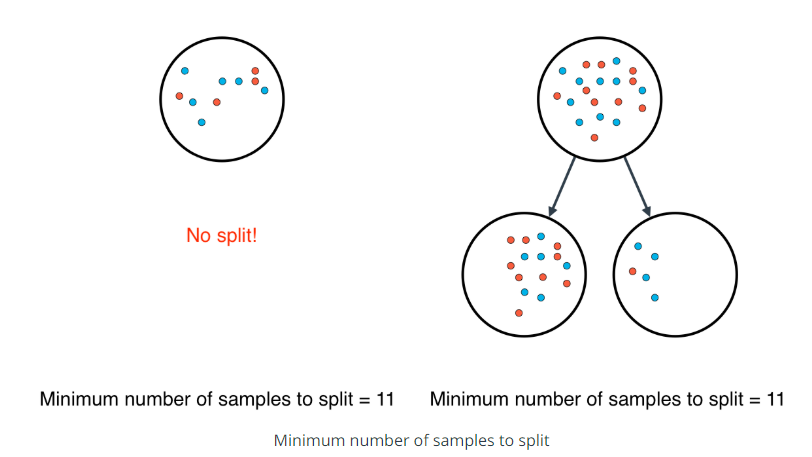 No split!
Minimum number of samples to split = 11
Minimum number of samples to split = 11
Minimum number of samples to split